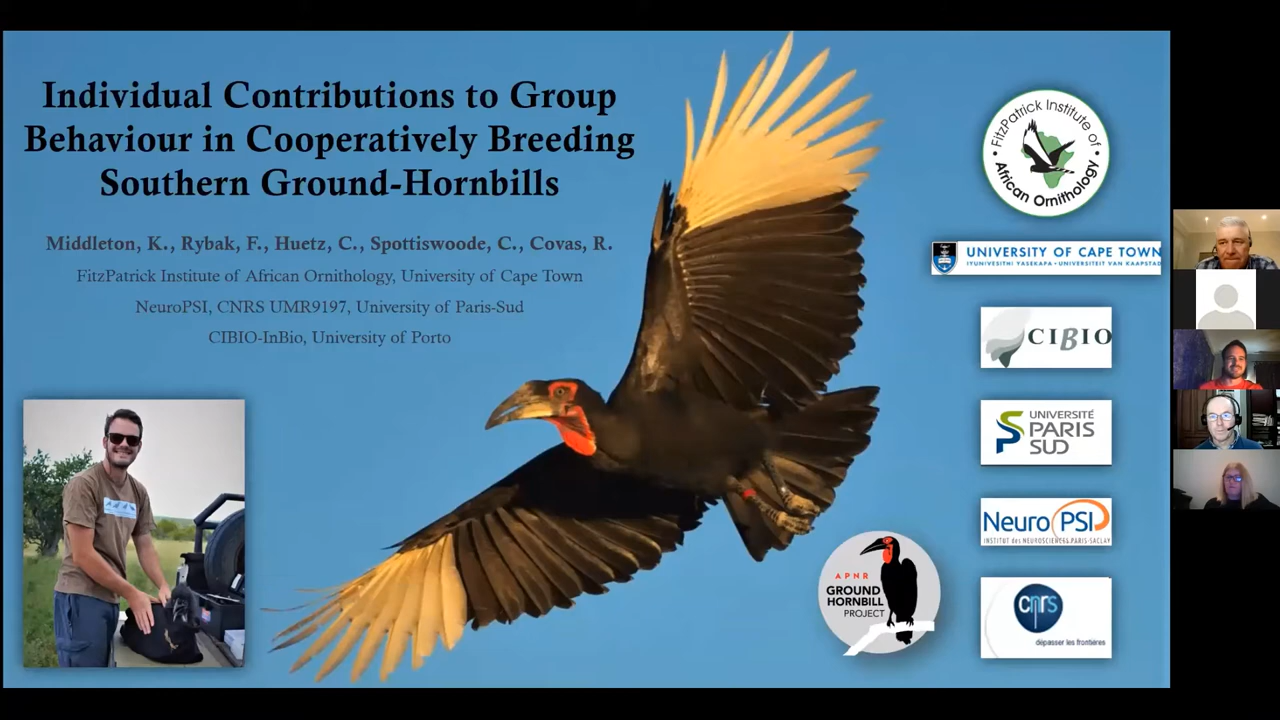 Individual Contributions to Group
Behaviour in Cooperatively Breeding
Southern Ground-Hornbills
Middleton, K., Rybak, F., Huetz, C., Spottiswoode, C., Covas, R.
FitzPatrick Institute of African Ornithology, University of Cape Town
NeuroPSI, CNRS UMR9197, University of Paris-Sud
CIBIO-InBio, University of Porto
• FitzPatrick Institute of •
African Ornithology
UNIVERSITY OF CAPE TOWN
IYUNIVESITHI YASEKAPA • UNIVERSITEIT VAN KAAPSTAD
CIBIO
UNIVERSITÉ
PARIS
SUD
NeuroPSI
INSTITUT des NEUROSCIENCES PARIS-SACLAY
APNR
GROUND
HORNBILL
PROJECT
cnrs
dépasser les frontières